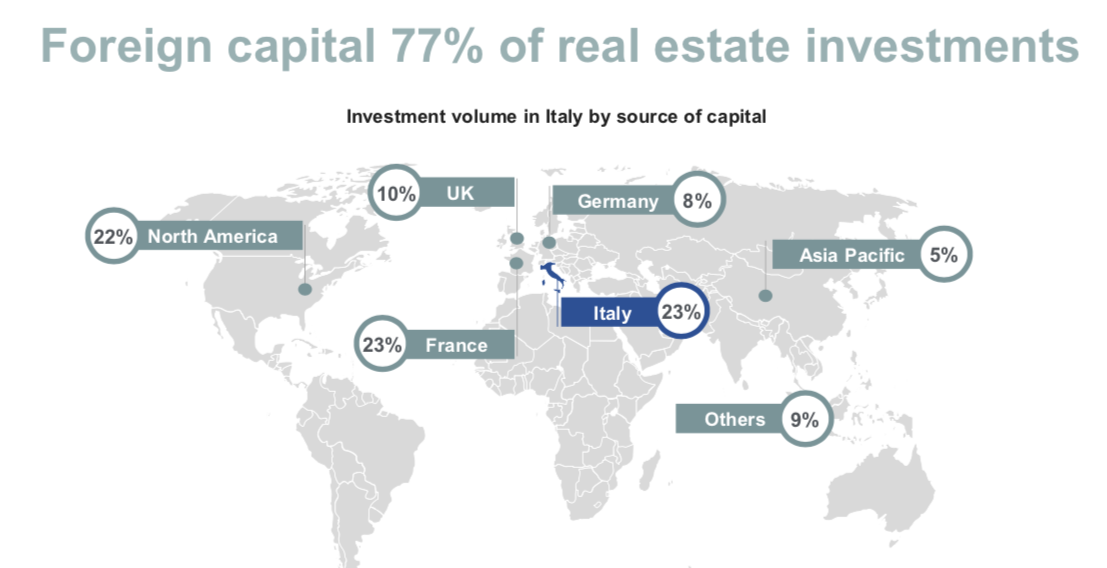 Foreign capital 77% of real estate investments
Investment volume in Italy by source of capital
10% UK
Germany 8%
22% North America
Asia Pacific 5%
Italy 23%
23% France
Others 9%